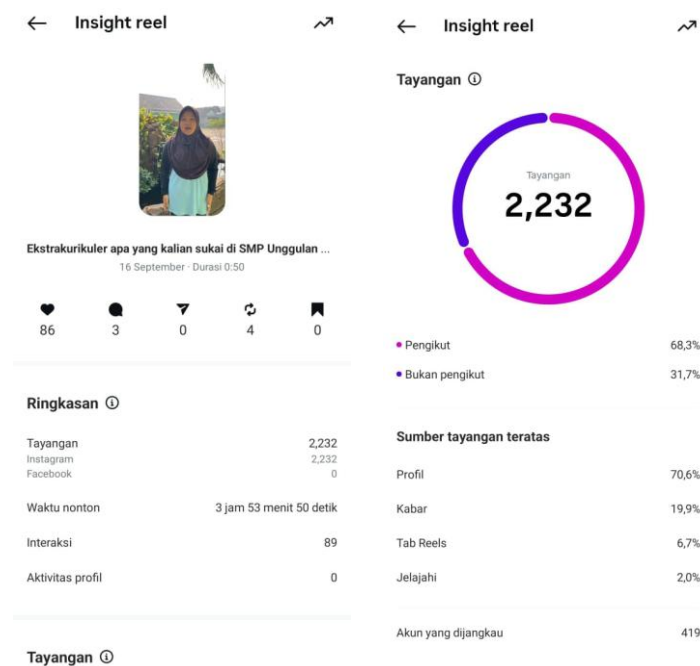 Insight reel
Ekstrakurikuler apa yang kalian sukai di SMP Unggulan ...
16 September · Durasi 0:50
86 3 0 4 0
Ringkasan
Tayangan 2,232
Instagram 2,232
Facebook 0
Waktu nonton 3 jam 53 menit 50 detik
Interaksi 89
Aktivitas profil 0
Tayangan
Insight reel
Tayangan
Tayangan
2,232
Pengikut 68,3%
Bukan pengikut 31,7%
Sumber tayangan teratas
Profil 70,6%
Kabar 19,9%
Tab Reels 6,7%
Jelajahi 2,0%
Akun yang dijangkau 419